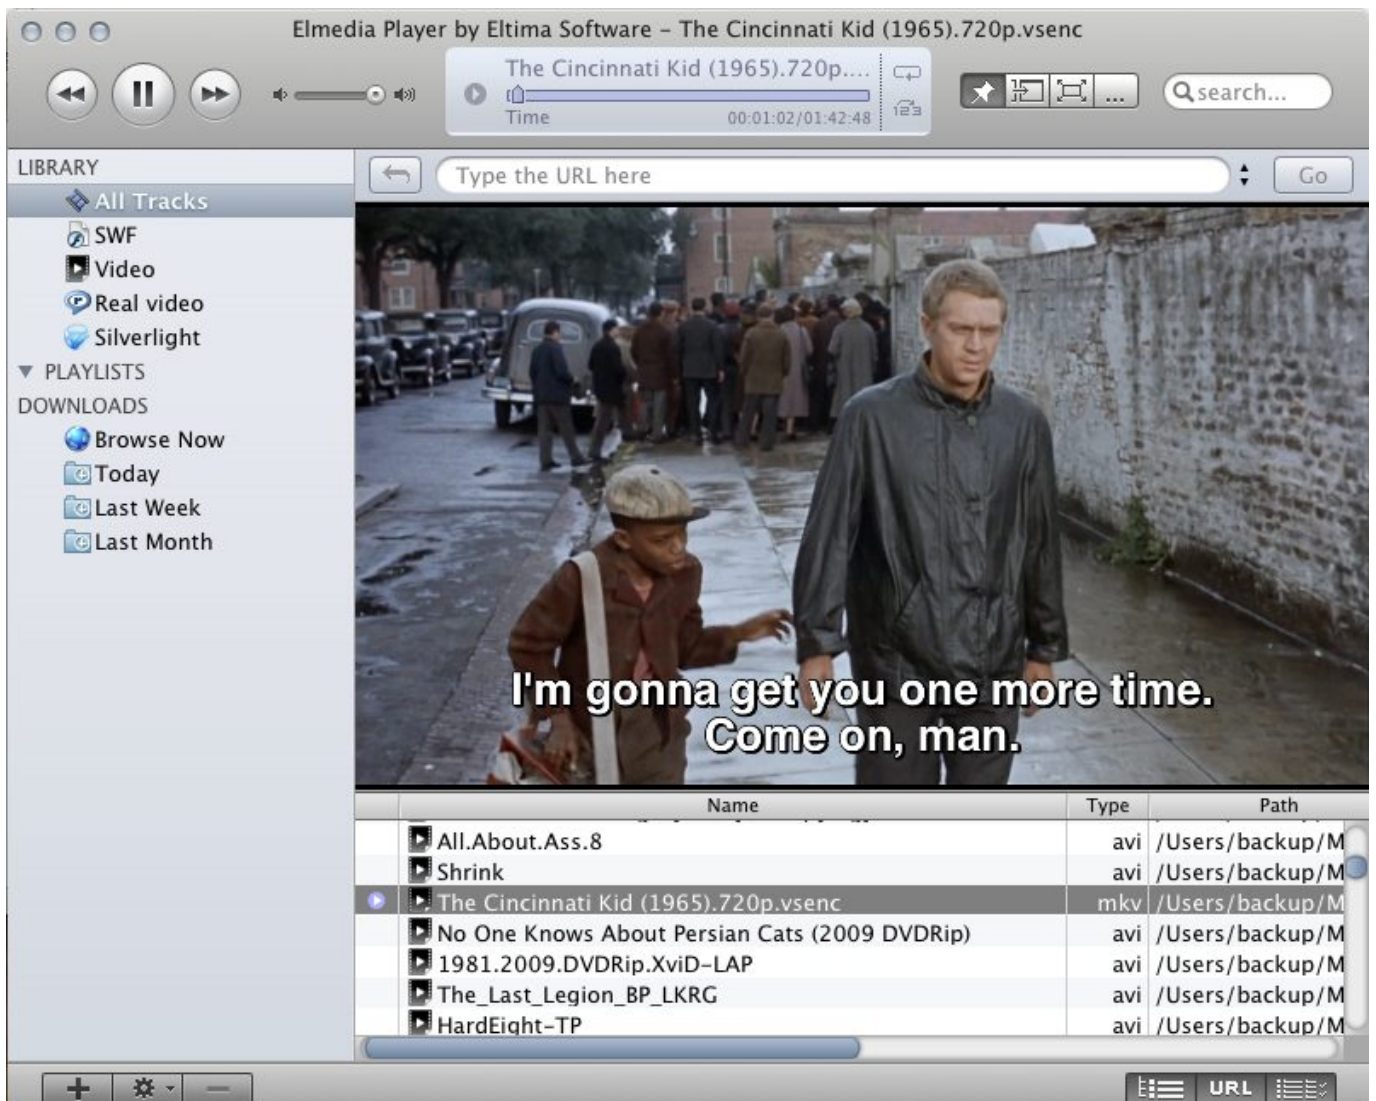 Elmedia Player by Eltima Software – The Cincinnati Kid (1965).720p.vsenc
The Cincinnati Kid (1965).720p....
Time 00:01:02/01:42:48
123
...
search...
LIBRARY
All Tracks
SWF
Video
Real video
Silverlight
PLAYLISTS
DOWNLOADS
Browse Now
Today
Last Week
Last Month
Type the URL here
Go
I'm gonna get you one more time.
Come on, man.
Name Type Path
All.About.Ass.8 avi /Users/backup/M
Shrink avi /Users/backup/M
The Cincinnati Kid (1965).720p.vsenc mkv /Users/backup/M
No One Knows About Persian Cats (2009 DVDRip) avi /Users/backup/M
1981.2009.DVDRip.XviD-LAP avi /Users/backup/M
The_Last_Legion_BP_LKRG avi /Users/backup/M
HardEight-TP avi /Users/backup/M
URL